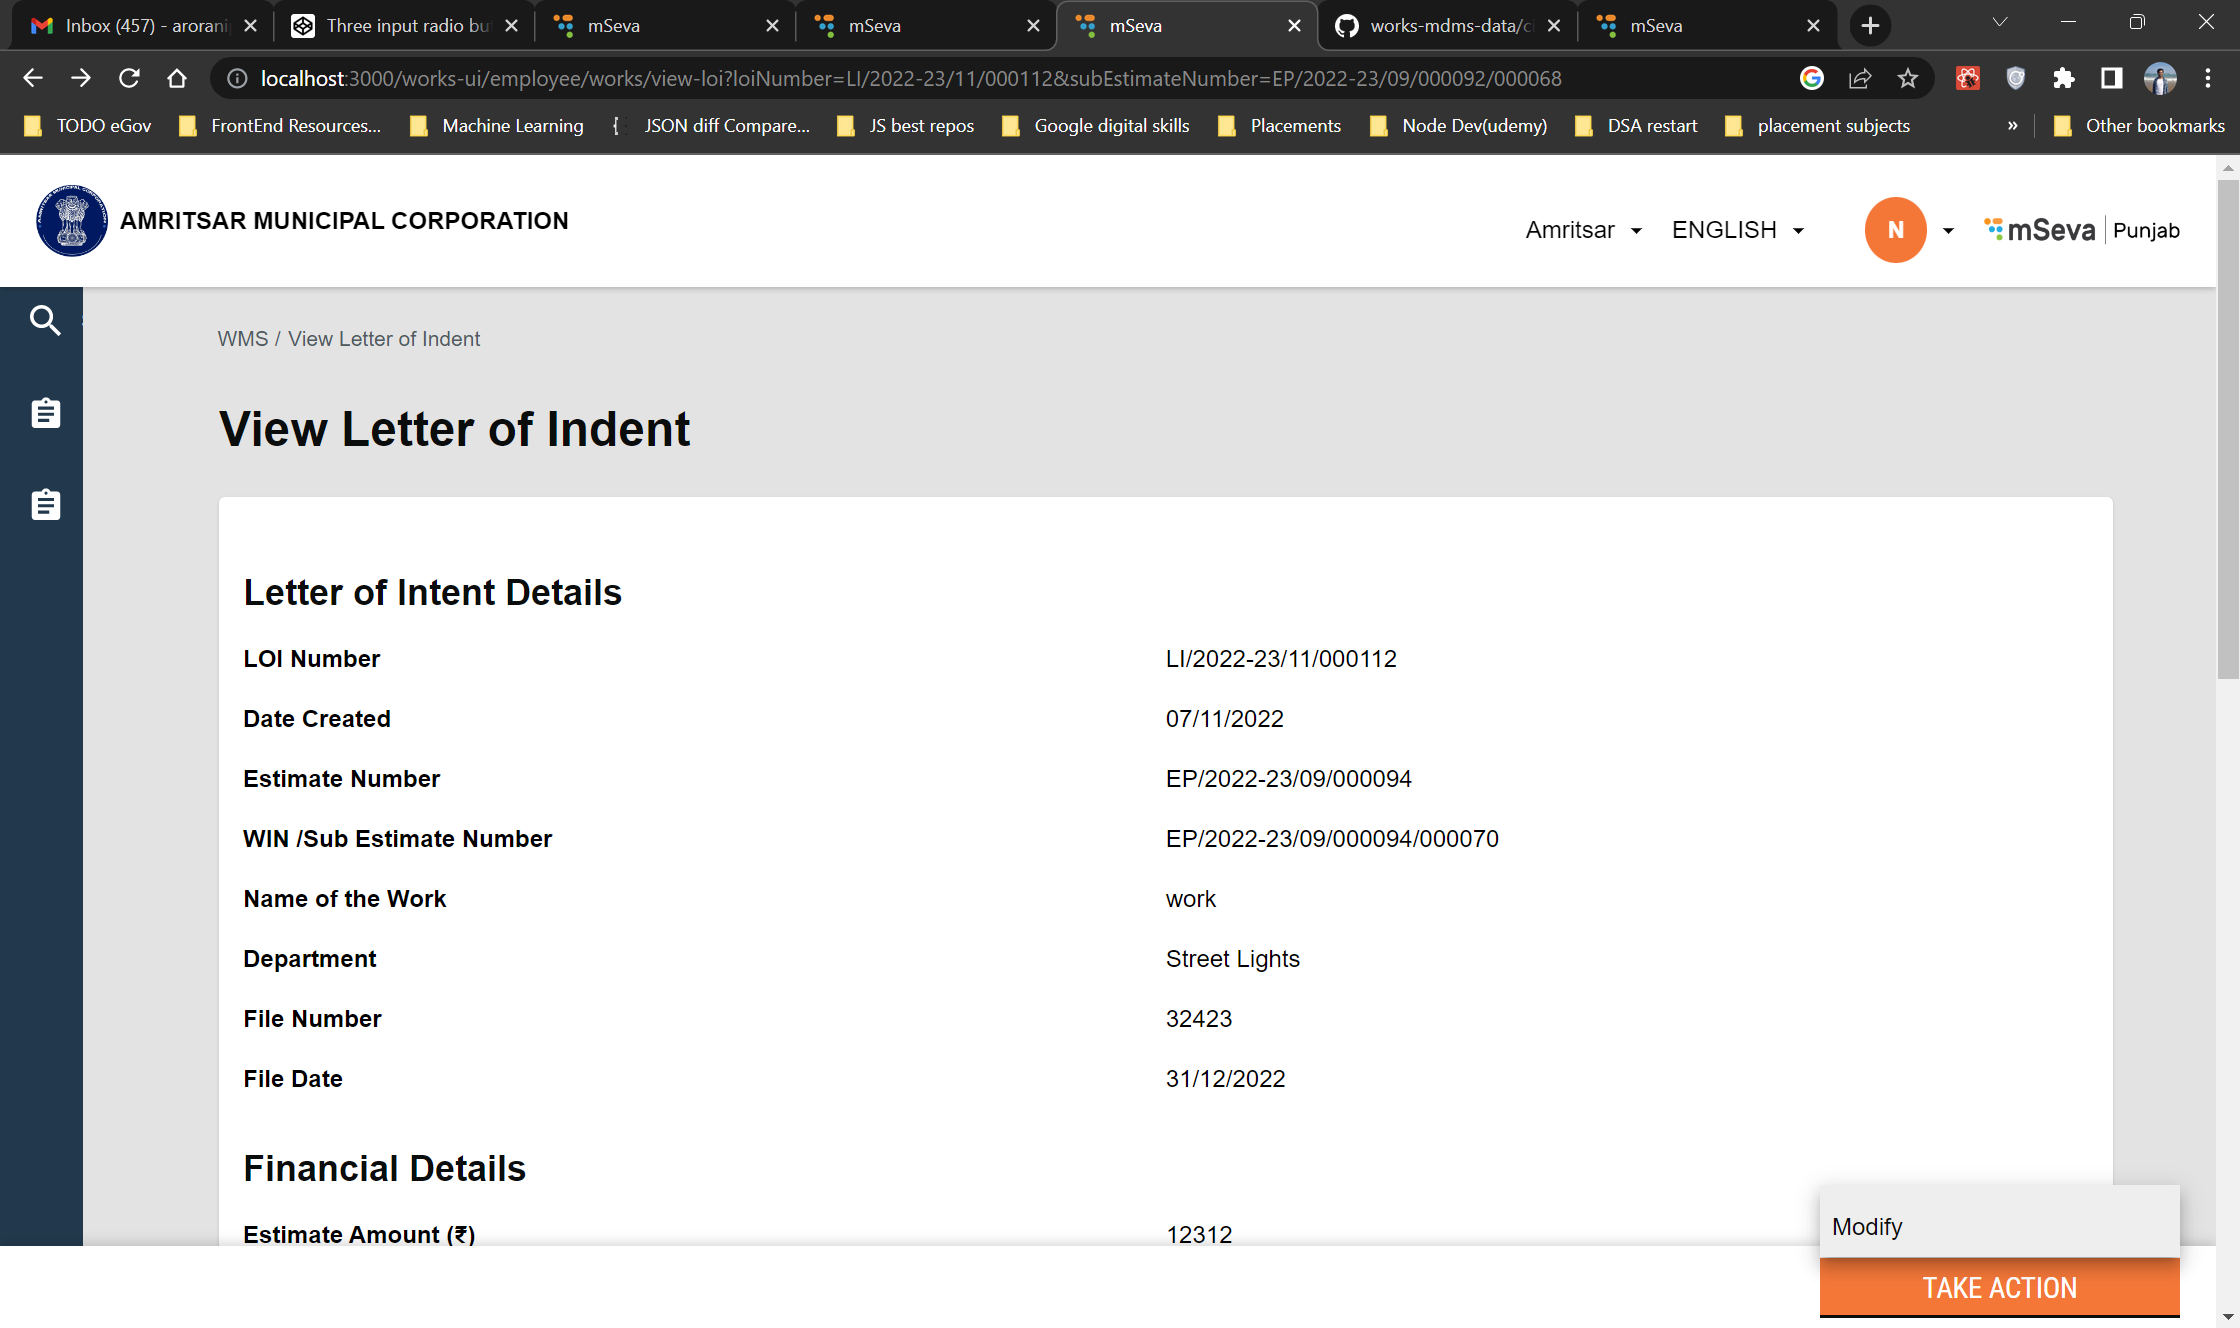 Inbox (457) - arorani
Three input radio bu
mSeva
mSeva
mSeva
works-mdms-data/ci
mSeva
localhost:3000/works-ui/employee/works/view-loi?loiNumber=LI/2022-23/11/000112&subEstimateNumber=EP/2022-23/09/000092/000068
TODO eGov
FrontEnd Resources...
Machine Learning
JSON diff Compare...
JS best repos
Google digital skills
Placements
Node Dev(udemy)
DSA restart
placement subjects
»
Other bookmarks
AMRITSAR MUNICIPAL CORPORATION
Amritsar
ENGLISH
N
mSeva | Punjab
WMS / View Letter of Indent
View Letter of Indent
Letter of Intent Details
LOI Number LI/2022-23/11/000112
Date Created 07/11/2022
Estimate Number EP/2022-23/09/000094
WIN /Sub Estimate Number EP/2022-23/09/000094/000070
Name of the Work work
Department Street Lights
File Number 32423
File Date 31/12/2022
Financial Details
Estimate Amount (₹) 12312
Modify
TAKE ACTION